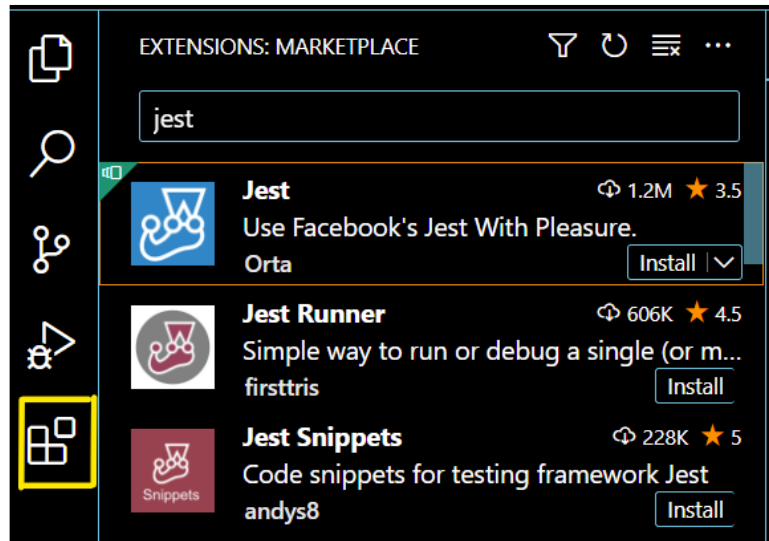 EXTENSIONS: MARKETPLACE
jest
Jest 1.2M 3.5
Use Facebook's Jest With Pleasure.
Orta Install
Jest Runner 606K 4.5
Simple way to run or debug a single (or m...
firsttris Install
Jest Snippets 228K 5
Snippets Code snippets for testing framework Jest
andys8 Install